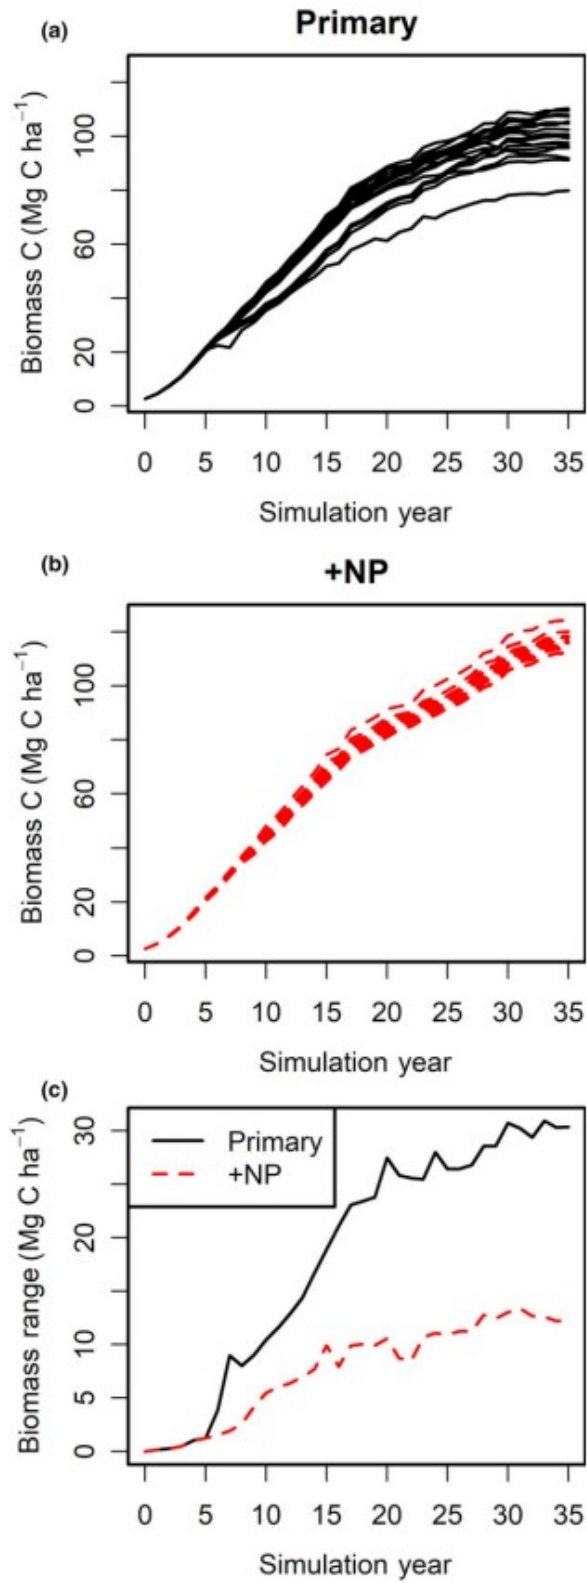 (a)
Primary
Biomass C (Mg C ha⁻¹)
100
60
20
0
0 5 10 15 20 25 30 35
Simulation year
(b)
+NP
Biomass C (Mg C ha⁻¹)
100
60
20
0
0 5 10 15 20 25 30 35
Simulation year
(c)
Biomass range (Mg C ha⁻¹)
30
20
10
5
0
Primary
+NP
0 5 10 15 20 25 30 35
Simulation year